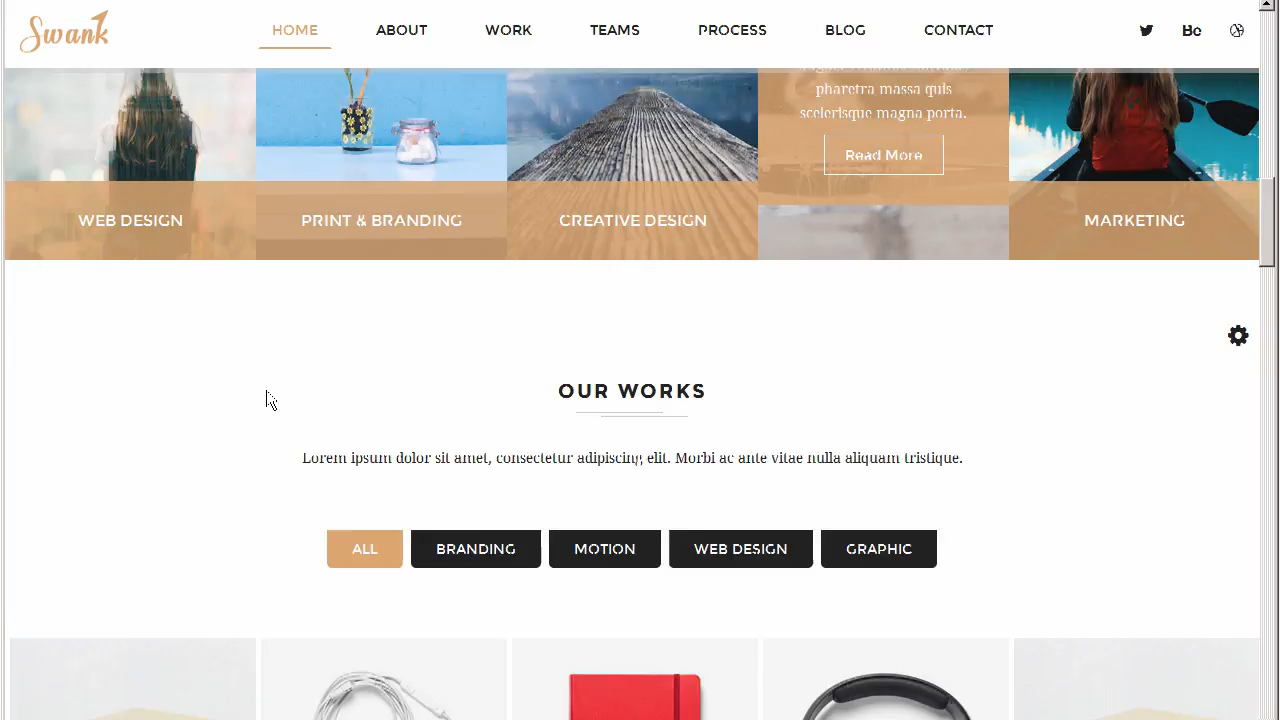 Swank
HOME ABOUT WORK TEAMS PROCESS BLOG CONTACT
Bē
pharetra massa quis
scelerisque magna porta.
Read More
WEB DESIGN
PRINT & BRANDING
CREATIVE DESIGN
MARKETING
OUR WORKS
Lorem ipsum dolor sit amet, consectetur adipiscing elit. Morbi ac ante vitae nulla aliquam tristique.
ALL BRANDING MOTION WEB DESIGN GRAPHIC